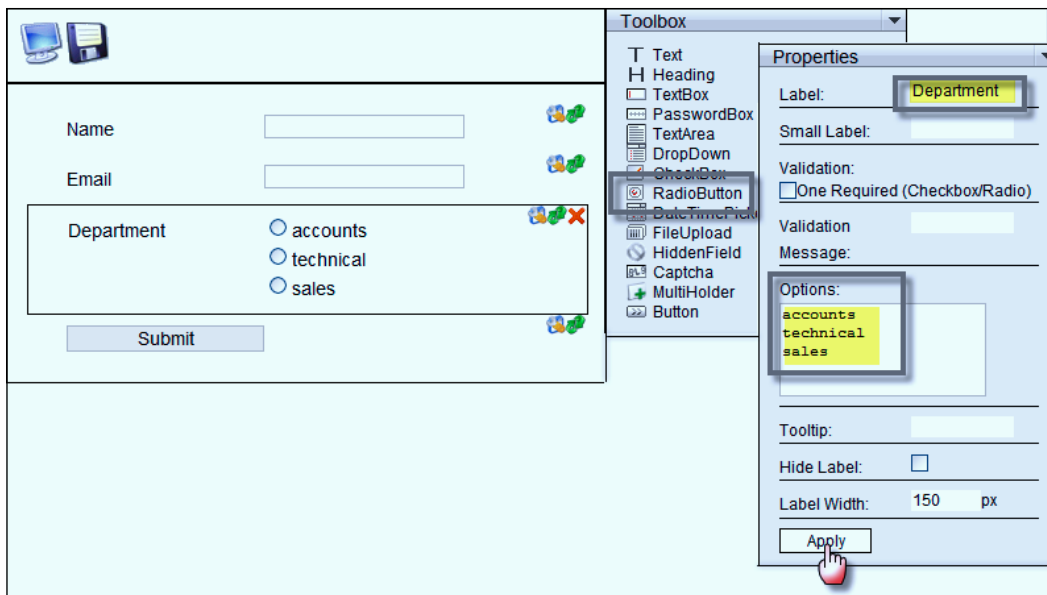 Name
Email
Department
accounts
technical
sales
Submit
Toolbox
Text
Heading
TextBox
PasswordBox
TextArea
DropDown
CheckBox
RadioButton
FileUpload
HiddenField
Captcha
MultiHolder
Button
Properties
Label: Department
Small Label:
Validation:
One Required (Checkbox/Radio)
Validation
Message:
Options:
accounts
technical
sales
Tooltip:
Hide Label:
Label Width: 150 px
Apply